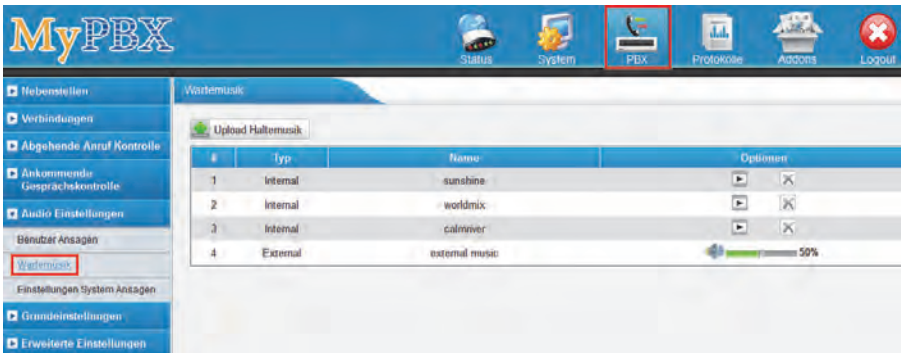 MyPBX
Status
System
PBX
Protokolle
Addons
Logout
Nebenstellen
Verbindungen
Abgehende Anruf Kontrolle
Ankommende
Gesprächskontrolle
Audio Einstellungen
Benutzer Ansagen
Wartemusik
Einstellungen System Ansagen
Grundeinstellungen
Erweiterte Einstellungen
Wartemusik
Upload Haltemusik
# Typ Name Optionen
1 Internal sunshine
2 Internal worldmix
3 Internal calmriver
4 External external music 50%